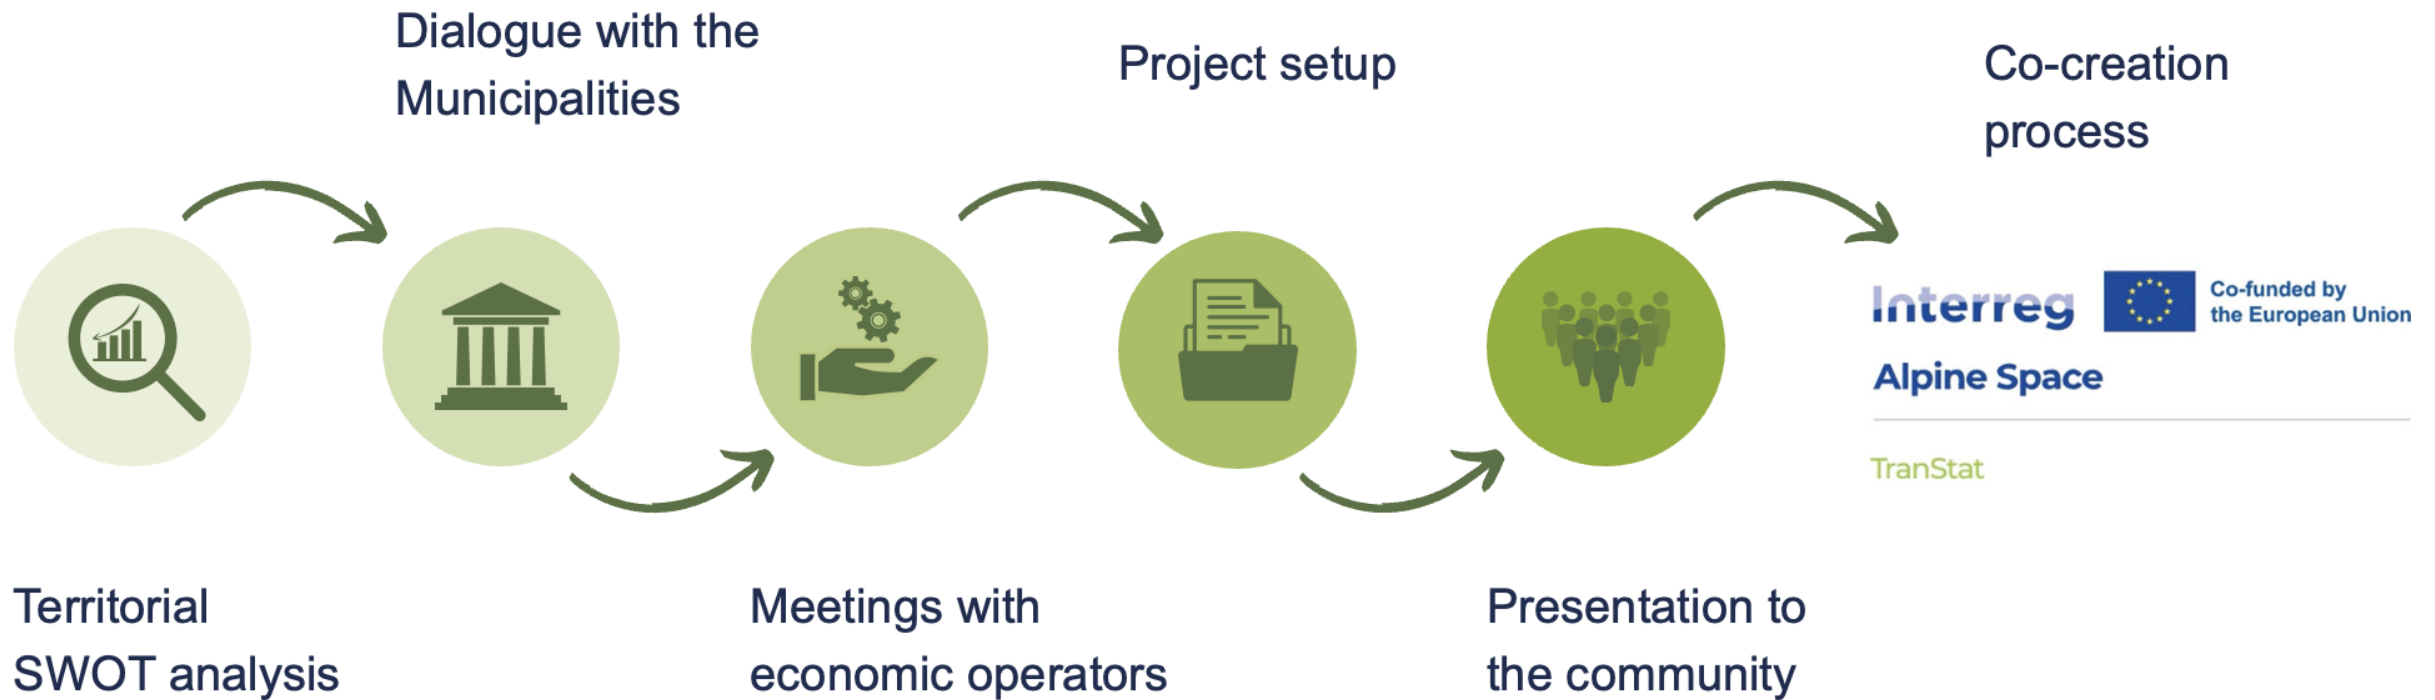 Dialogue with the
Municipalities
Project setup
Co-creation
process
Interreg
Co-funded by
the European Union
Alpine Space
TranStat
Territorial
SWOT analysis
Meetings with
economic operators
Presentation to
the community